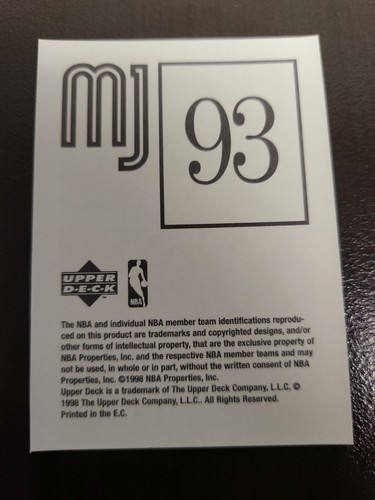 MJ
93
UPPER
D·E·C·K
NBA
The NBA and individual NBA member team identifications reprodu-
ced on this product are trademarks and copyrighted designs, and/or
other forms of intellectual property, that are the exclusive property of
NBA Properties, Inc. and the respective NBA member teams and may
not be used, in whole or in part, without the written consent of NBA
Properties, Inc. ©1998 NBA Properties, Inc.
Upper Deck is a trademark of The Upper Deck Company, L.L.C. ©
1998 The Upper Deck Company, L.L.C.. All Rights Reserved.
Printed in the E.C.